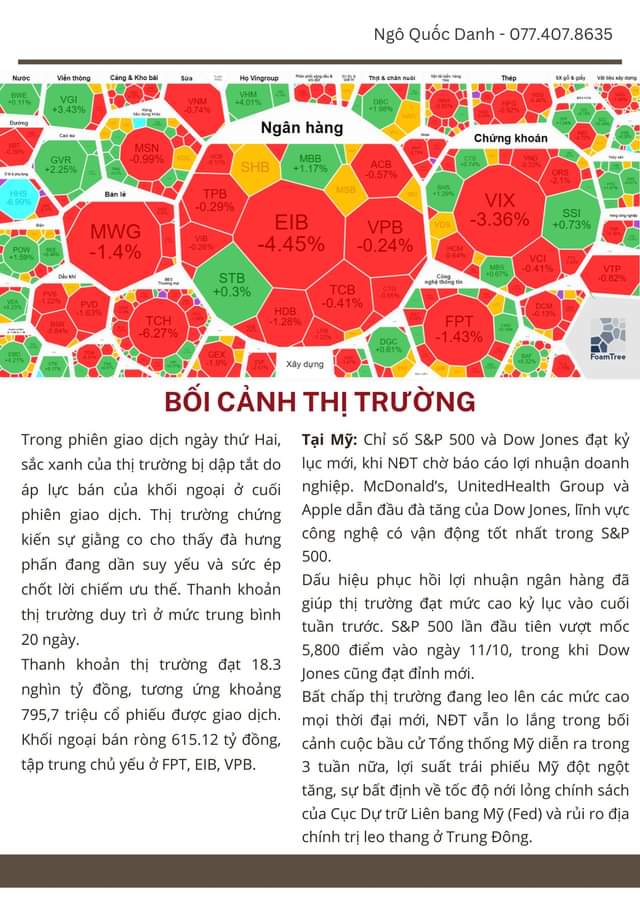 Ngô Quốc Danh - 077.407.8635
Nước
Viễn thông
Cảng & Kho bãi
Sữa
Họ Vingroup
Thịt & chăn nuôi
Thép
SX gỗ & giấy
Vật liệu xây dựng
BWE
+0.11%
VGI
+3.43%
VNM
-0.74%
VHM
+4.01%
DBC
+1.98%
Ngân hàng
Chứng khoán
Đường
Cao su
GVR
+2.25%
MSN
-0.99%
SHB
MBB
+1.17%
MSB
ACB
-0.57%
VIX
-3.36%
ORS
-2.1%
SSI
+0.73%
HHS
-6.99%
Bán lẻ
MWG
-1.4%
TPB
-0.29%
EIB
-4.45%
VPB
-0.24%
VIB
-0.26%
VDS
HCM
-0.64%
VCI
-0.41%
MBS
VTP
-0.82%
POW
+1.59%
Dầu khí
STB
+0.3%
TCB
-0.41%
CTG
Công
nghệ thông tin
PVS
PVD
-1.63%
TCH
-6.27%
HDB
-1.28%
FPT
-1.43%
DCM
-0.13%
GEX
-1.9%
Xây dựng
DGC
+0.61%
FoamTree
BỐI CẢNH THỊ TRƯỜNG
Trong phiên giao dịch ngày thứ Hai,
sắc xanh của thị trường bị dập tắt do
áp lực bán của khối ngoại ở cuối
phiên giao dịch. Thị trường chứng
kiến sự giằng co cho thấy đà hưng
phấn đang dần suy yếu và sức ép
chốt lời chiếm ưu thế. Thanh khoản
thị trường duy trì ở mức trung bình
20 ngày.
Thanh khoản thị trường đạt 18.3
nghìn tỷ đồng, tương ứng khoảng
795,7 triệu cổ phiếu được giao dịch.
Khối ngoại bán ròng 615.12 tỷ đồng,
tập trung chủ yếu ở FPT, EIB, VPB.
Tại Mỹ: Chỉ số S&P 500 và Dow Jones đạt kỷ
lục mới, khi NĐT chờ báo cáo lợi nhuận doanh
nghiệp. McDonald’s, UnitedHealth Group và
Apple dẫn đầu đà tăng của Dow Jones, lĩnh vực
công nghệ có vận động tốt nhất trong S&P
500.
Dấu hiệu phục hồi lợi nhuận ngân hàng đã
giúp thị trường đạt mức cao kỷ lục vào cuối
tuần trước. S&P 500 lần đầu tiên vượt mốc
5,800 điểm vào ngày 11/10, trong khi Dow
Jones cũng đạt đỉnh mới.
Bất chấp thị trường đang leo lên các mức cao
mọi thời đại mới, NĐT vẫn lo lắng trong bối
cảnh cuộc bầu cử Tổng thống Mỹ diễn ra trong
3 tuần nữa, lợi suất trái phiếu Mỹ đột ngột
tăng, sự bất định về tốc độ nới lỏng chính sách
của Cục Dự trữ Liên bang Mỹ (Fed) và rủi ro địa
chính trị leo thang ở Trung Đông.